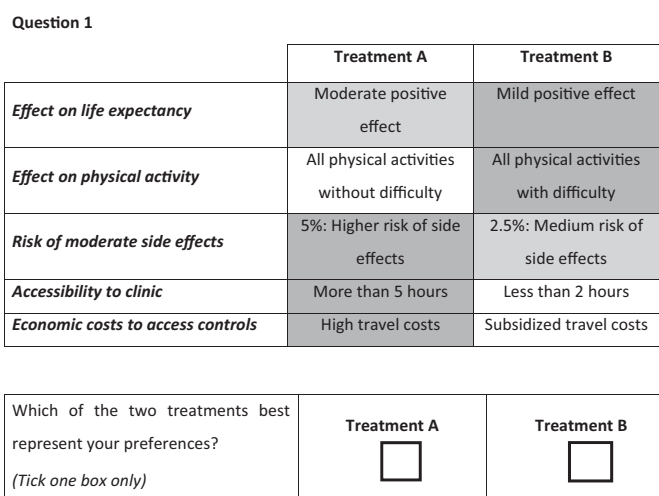 Question 1
Treatment A Treatment B
Effect on life expectancy
Moderate positive
effect
Mild positive effect
Effect on physical activity
All physical activities
without difficulty
All physical activities
with difficulty
Risk of moderate side effects
5%: Higher risk of side
effects
2.5%: Medium risk of
side effects
Accessibility to clinic More than 5 hours Less than 2 hours
Economic costs to access controls High travel costs Subsidized travel costs
Which of the two treatments best
represent your preferences?
(Tick one box only)
Treatment A
Treatment B